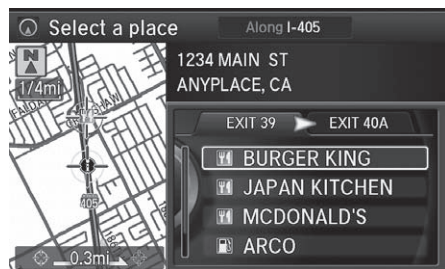 Select a place
Along I-405
N
1/4mi
1234 MAIN ST
ANYPLACE, CA
EXIT 39
EXIT 40A
BURGER KING
JAPAN KITCHEN
MCDONALD'S
ARCO
405
0.3mi